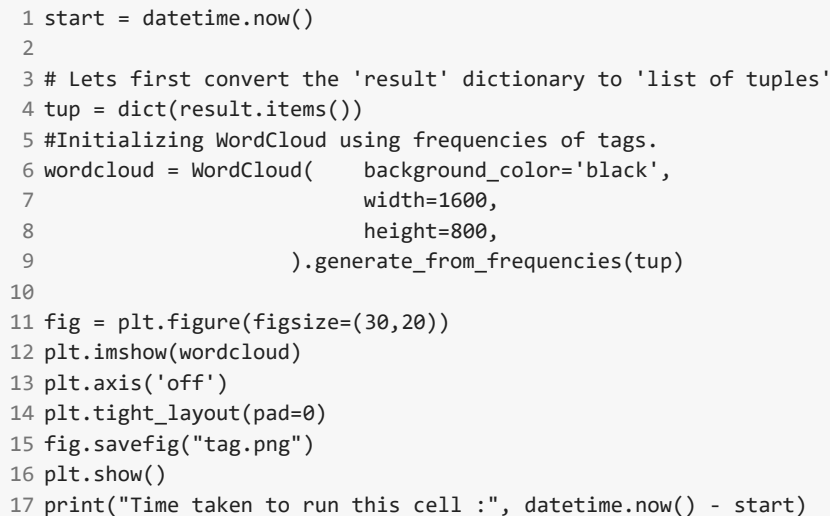 1 start = datetime.now()
2
3 # Lets first convert the 'result' dictionary to 'list of tuples'
4 tup = dict(result.items())
5 #Initializing WordCloud using frequencies of tags.
6 wordcloud = WordCloud(    background_color='black',
7                           width=1600,
8                           height=800,
9                     ).generate_from_frequencies(tup)
10
11 fig = plt.figure(figsize=(30,20))
12 plt.imshow(wordcloud)
13 plt.axis('off')
14 plt.tight_layout(pad=0)
15 fig.savefig("tag.png")
16 plt.show()
17 print("Time taken to run this cell :", datetime.now() - start)